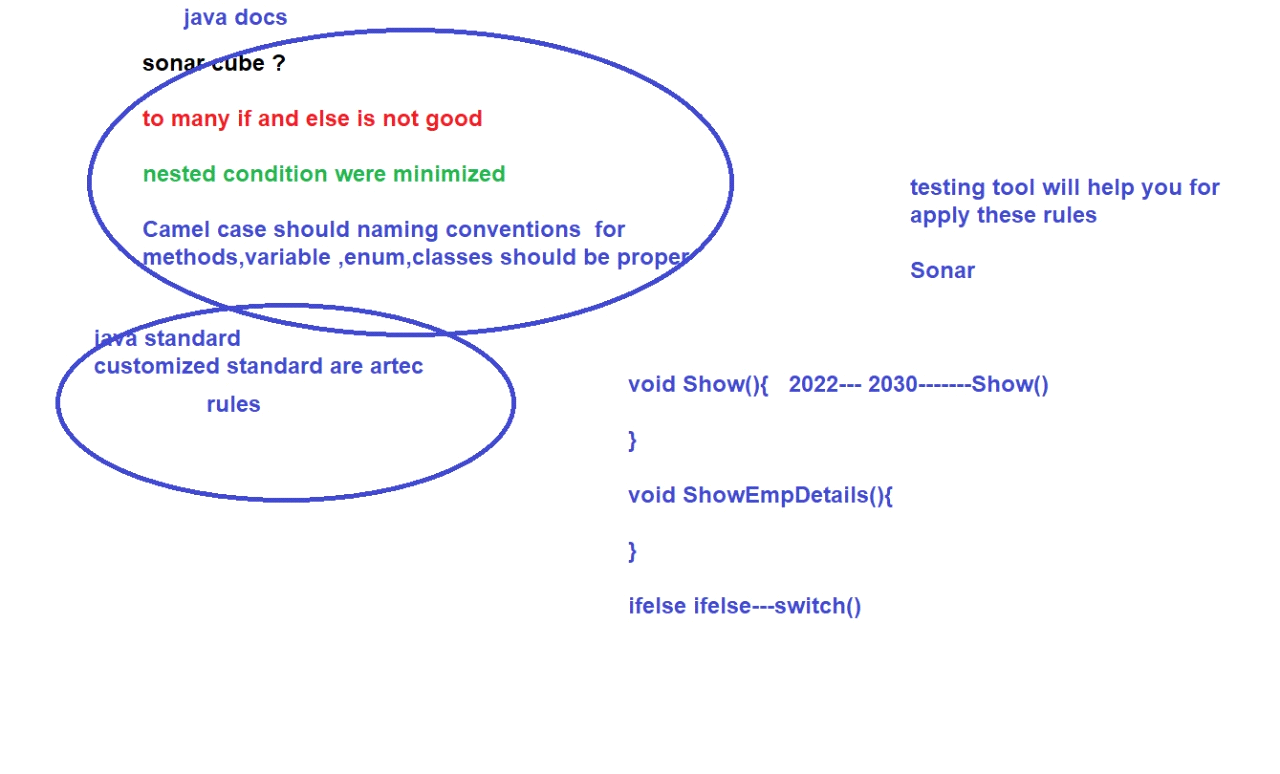 java docs
sonar cube ?
to many if and else is not good
nested condition were minimized
Camel case should naming conventions for
methods,variable ,enum,classes should be proper
testing tool will help you for
apply these rules
Sonar
java standard
customized standard are artec
rules
void Show(){ 2022--- 2030-------Show()
}
void ShowEmpDetails(){
}
ifelse ifelse---switch()